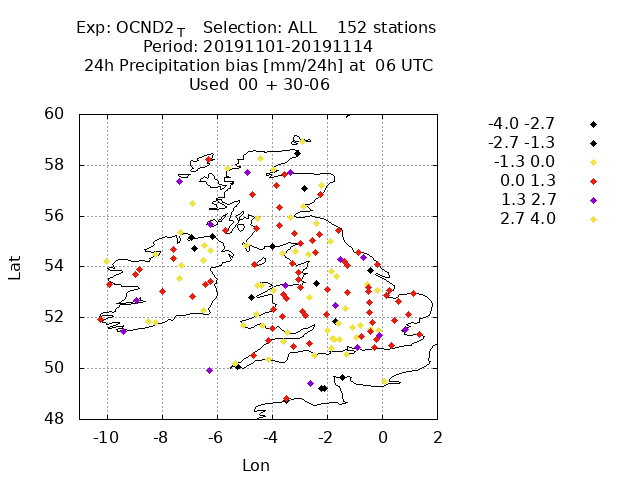 Exp: OCND2T Selection: ALL 152 stations
Period: 20191101-20191114
24h Precipitation bias [mm/24h] at 06 UTC
Used 00 + 30-06
-4.0 -2.7
-2.7 -1.3
-1.3 0.0
0.0 1.3
1.3 2.7
2.7 4.0
60
58
56
54
52
50
48
Lat
-10 -8 -6 -4 -2 0 2
Lon